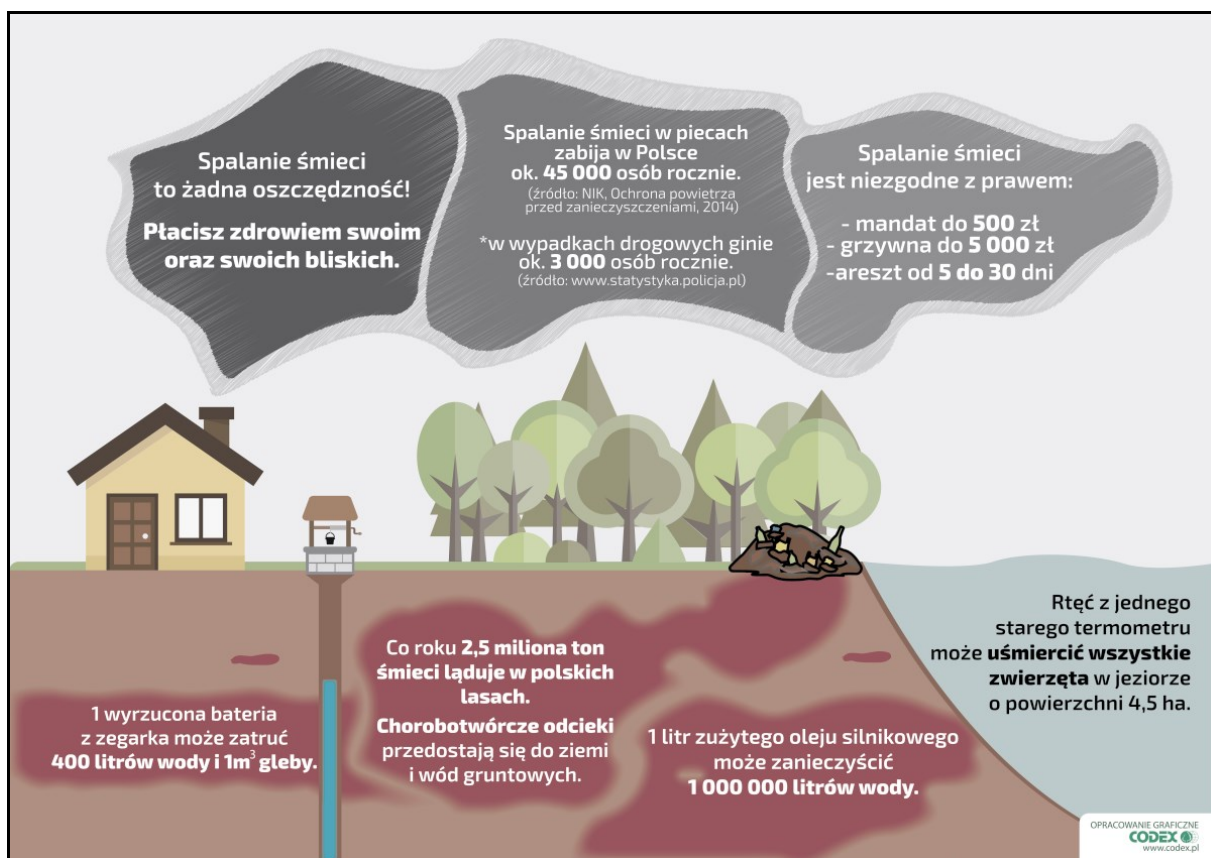 Spalanie śmieci
to żadna oszczędność!
Płacisz zdrowiem swoim
oraz swoich bliskich.
Spalanie śmieci w piecach
zabija w Polsce
ok. 45 000 osób rocznie.
(źródło: NIK, Ochrona powietrza
przed zanieczyszczeniami, 2014)
*w wypadkach drogowych ginie
ok. 3 000 osób rocznie.
(źródło: www.statystyka.policja.pl)
Spalanie śmieci
jest niezgodne z prawem:
- mandat do 500 zł
- grzywna do 5 000 zł
-areszt od 5 do 30 dni
1 wyrzucona bateria
z zegarka może zatruć
400 litrów wody i 1m³ gleby.
Co roku 2,5 miliona ton
śmieci ląduje w polskich
lasach.
Chorobotwórcze odcieki
przedostają się do ziemi
i wód gruntowych.
1 litr zużytego oleju silnikowego
może zanieczyścić
1 000 000 litrów wody.
Rtęć z jednego
starego termometru
może uśmiercić wszystkie
zwierzęta w jeziorze
o powierzchni 4,5 ha.
OPRACOWANIE GRAFICZNE
CODEX
www.codex.pl